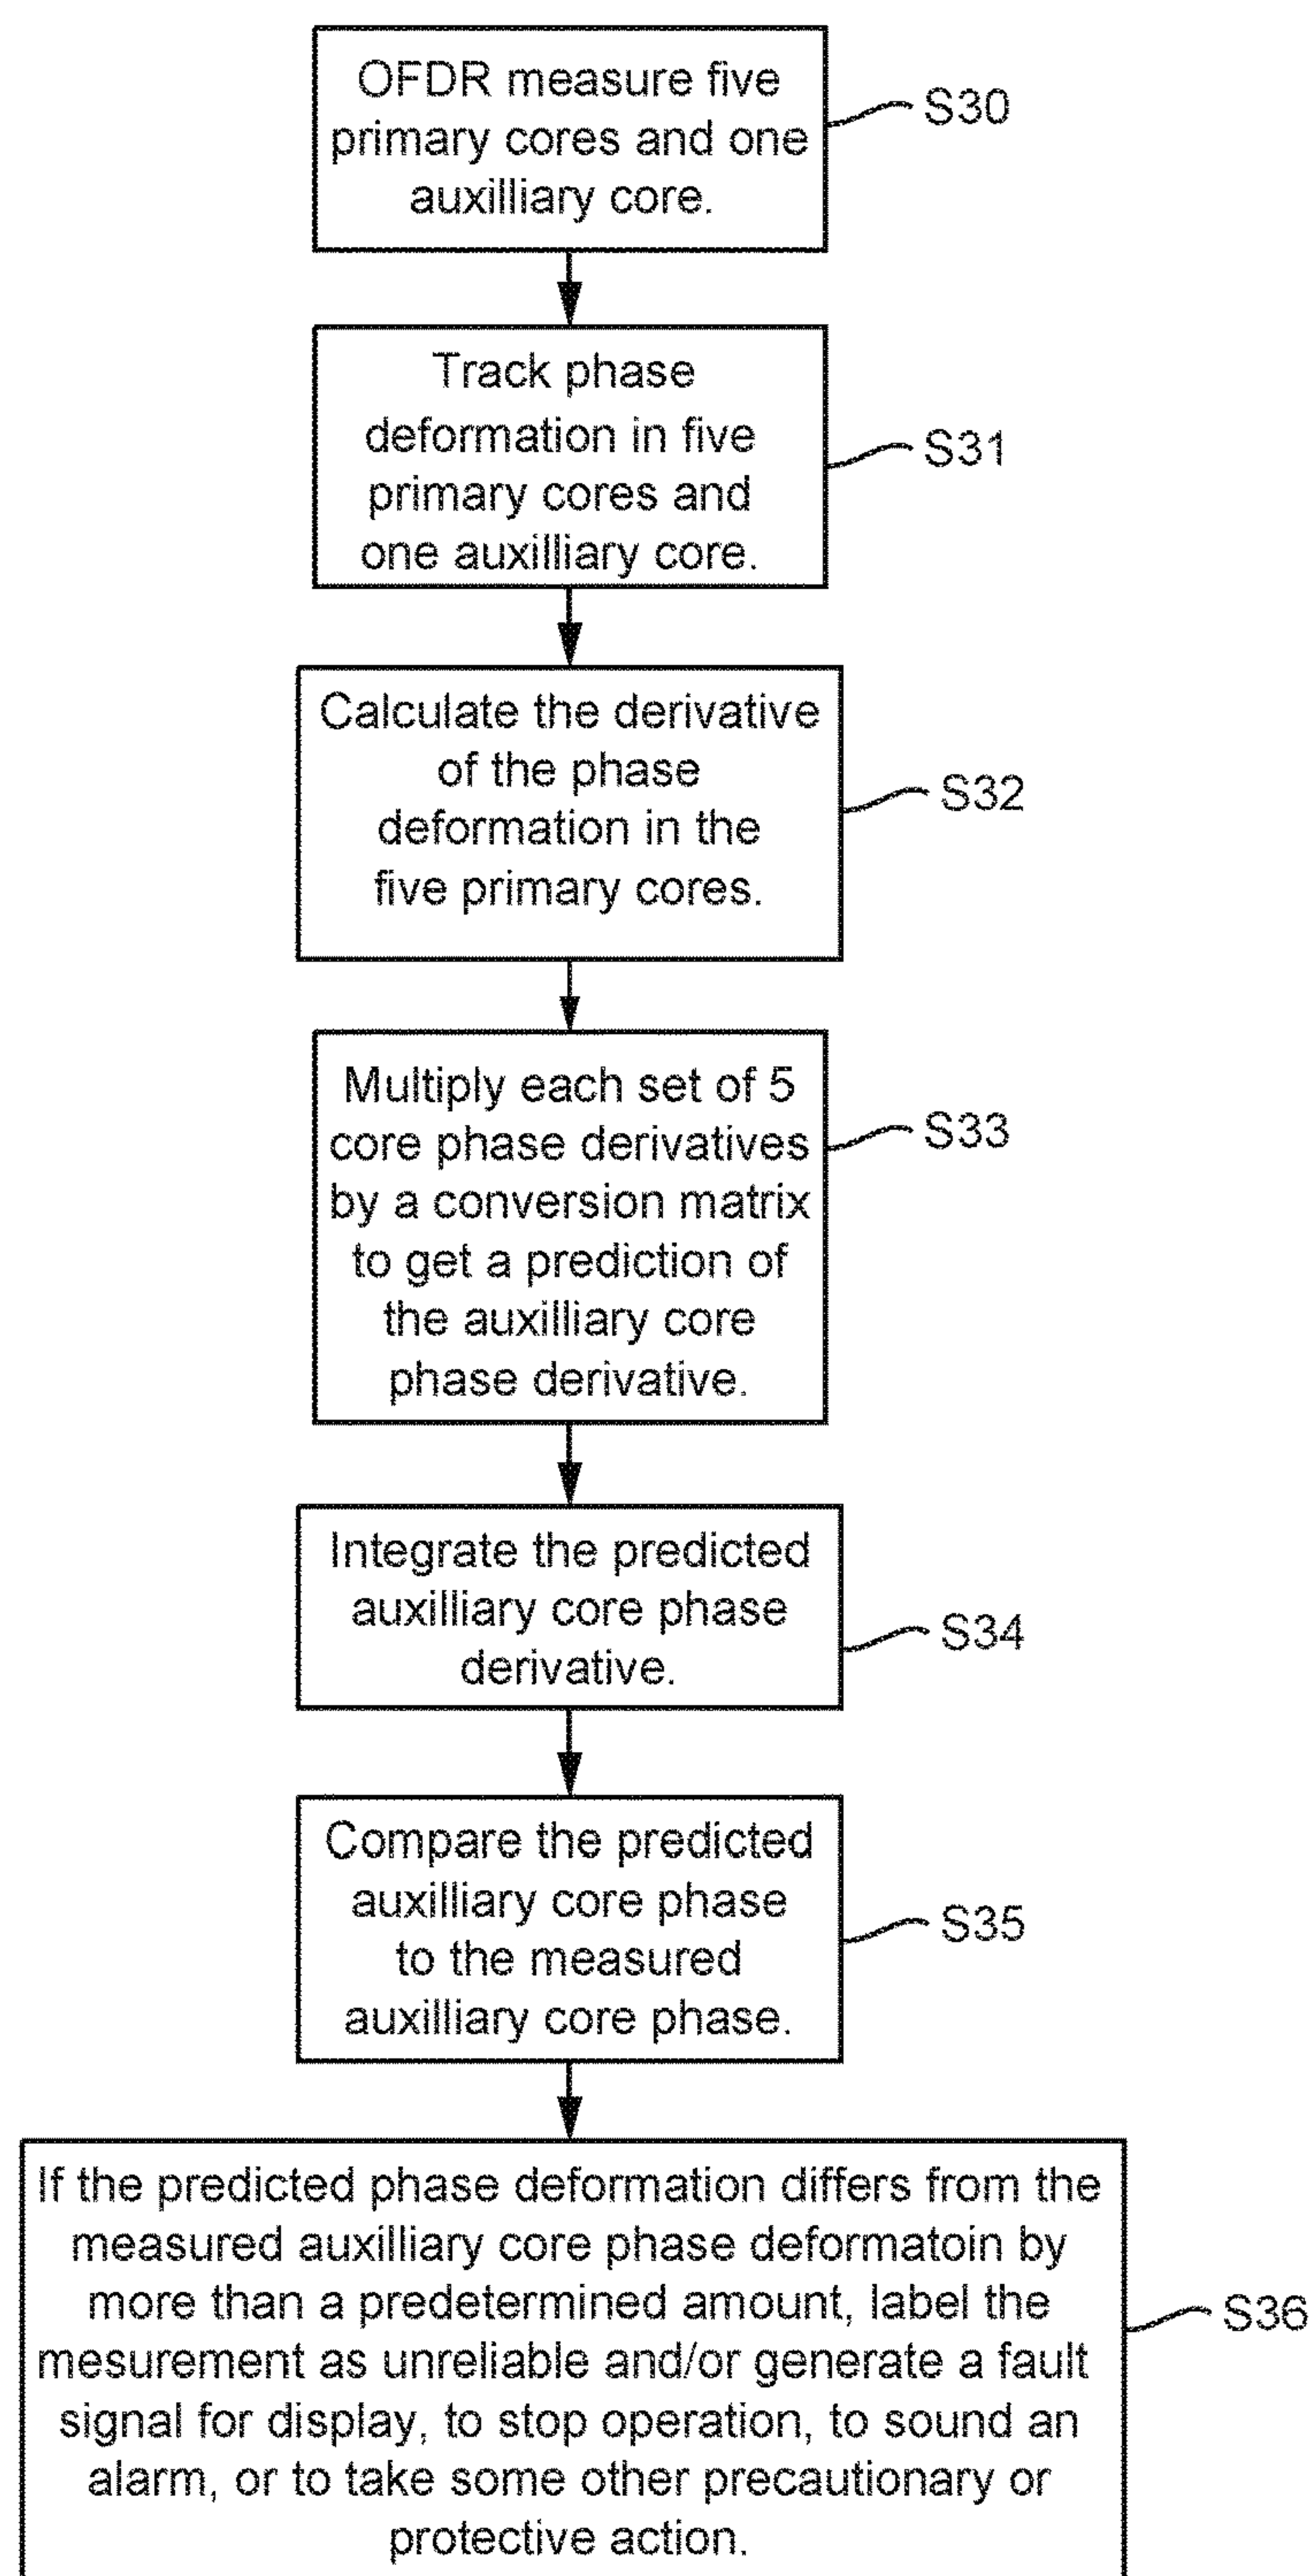 OFDR measure five
primary cores and one
auxilliary core.
S30
Track phase
deformation in five
primary cores and
one auxilliary core.
S31
Calculate the derivative
of the phase
deformation in the
five primary cores.
S32
Multiply each set of 5
core phase derivatives
by a conversion matrix
to get a prediction of
the auxilliary core
phase derivative.
S33
Integrate the predicted
auxilliary core phase
derivative.
S34
Compare the predicted
auxilliary core phase
to the measured
auxilliary core phase.
S35
If the predicted phase deformation differs from the
measured auxilliary core phase deformatoin by
more than a predetermined amount, label the
mesurement as unreliable and/or generate a fault
signal for display, to stop operation, to sound an
alarm, or to take some other precautionary or
protective action.
S36